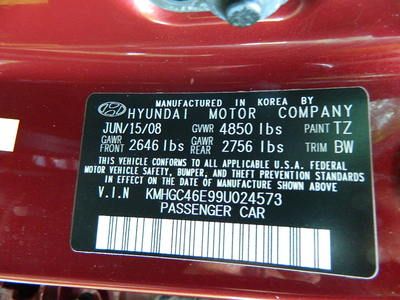 MANUFACTURED IN KOREA BY
HYUNDAI MOTOR COMPANY
JUN/15/08 GVWR 4850 lbs PAINT TZ
GAWR FRONT 2646 lbs GAWR REAR 2756 lbs TRIM BW
THIS VEHICLE CONFORMS TO ALL APPLICABLE U.S.A. FEDERAL
MOTOR VEHICLE SAFETY, BUMPER, AND THEFT PREVENTION
STANDARDS IN EFFECT ON THE DATE OF MANUFACTURE SHOWN ABOVE.
V.I.N KMHGC46E99U024573
PASSENGER CAR